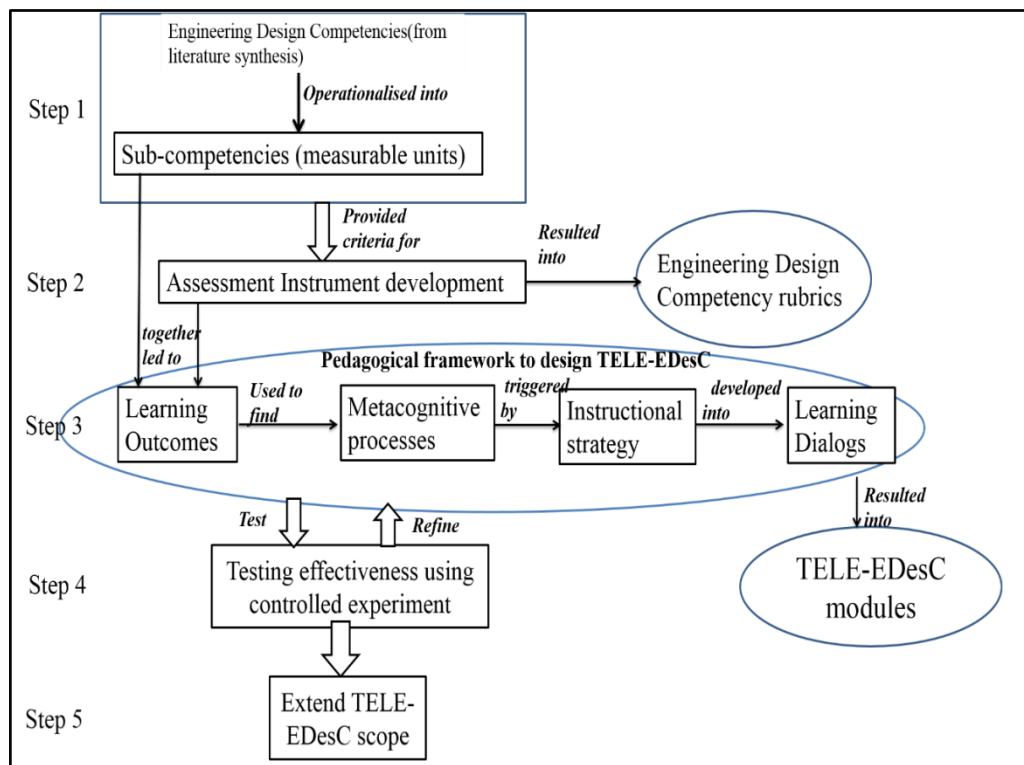 Engineering Design Competencies(from
literature synthesis)
Operationalised into
Step 1
Sub-competencies (measurable units)
Provided
criteria for
Resulted
into
Step 2
Assessment Instrument development
Engineering Design
Competency rubrics
together
led to
Pedagogical framework to design TELE-EDesC
Step 3
Learning
Outcomes
Used to
find
Metacognitive
processes
triggered
by
Instructional
strategy
developed
into
Learning
Dialogs
Test
Refine
Resulted
into
Step 4
Testing effectiveness using
controlled experiment
TELE-EDesC
modules
Step 5
Extend TELE-
EDesC scope